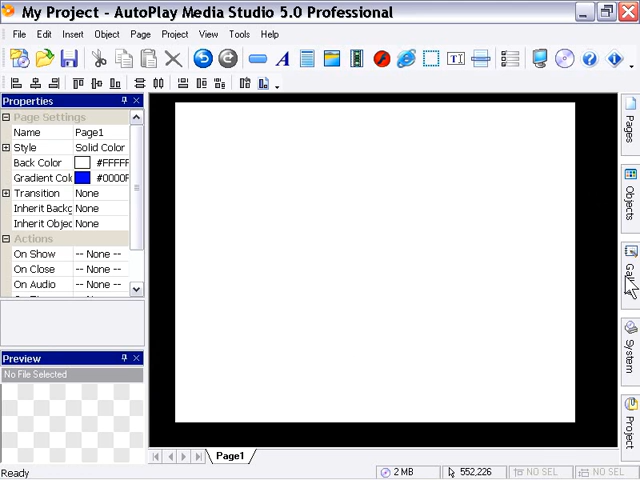 My Project - AutoPlay Media Studio 5.0 Professional
File Edit Insert Object Page Project View Tools Help
Properties
Page Settings
Name Page1
Style Solid Color
Back Color #FFFFF
Gradient Col #0000F
Transition None
Inherit Backg None
Inherit Objec None
Actions
On Show -- None --
On Close -- None --
On Audio -- None --
Preview
No File Selected
Pages
Objects
Gall
System
Project
Page1
Ready 2 MB 552,226 NO SEL NO SEL